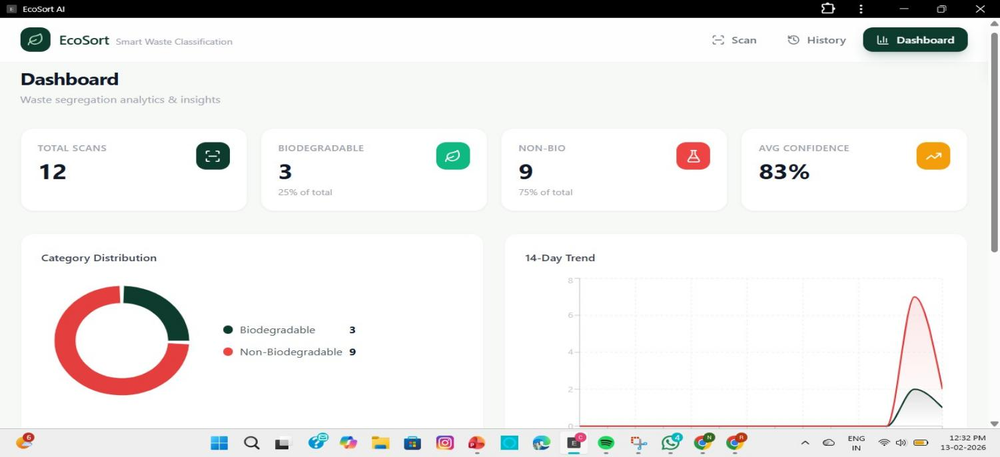 E EcoSort AI
EcoSort Smart Waste Classification
Scan
History
Dashboard
Dashboard
Waste segregation analytics & insights
TOTAL SCANS
12
BIODEGRADABLE
3
25% of total
NON-BIO
9
75% of total
AVG CONFIDENCE
83%
Category Distribution
Biodegradable 3
Non-Biodegradable 9
14-Day Trend
8
6
4
2
0
6
P
E
C
4
N
R
ENG
IN
12:32 PM
13-02-2026